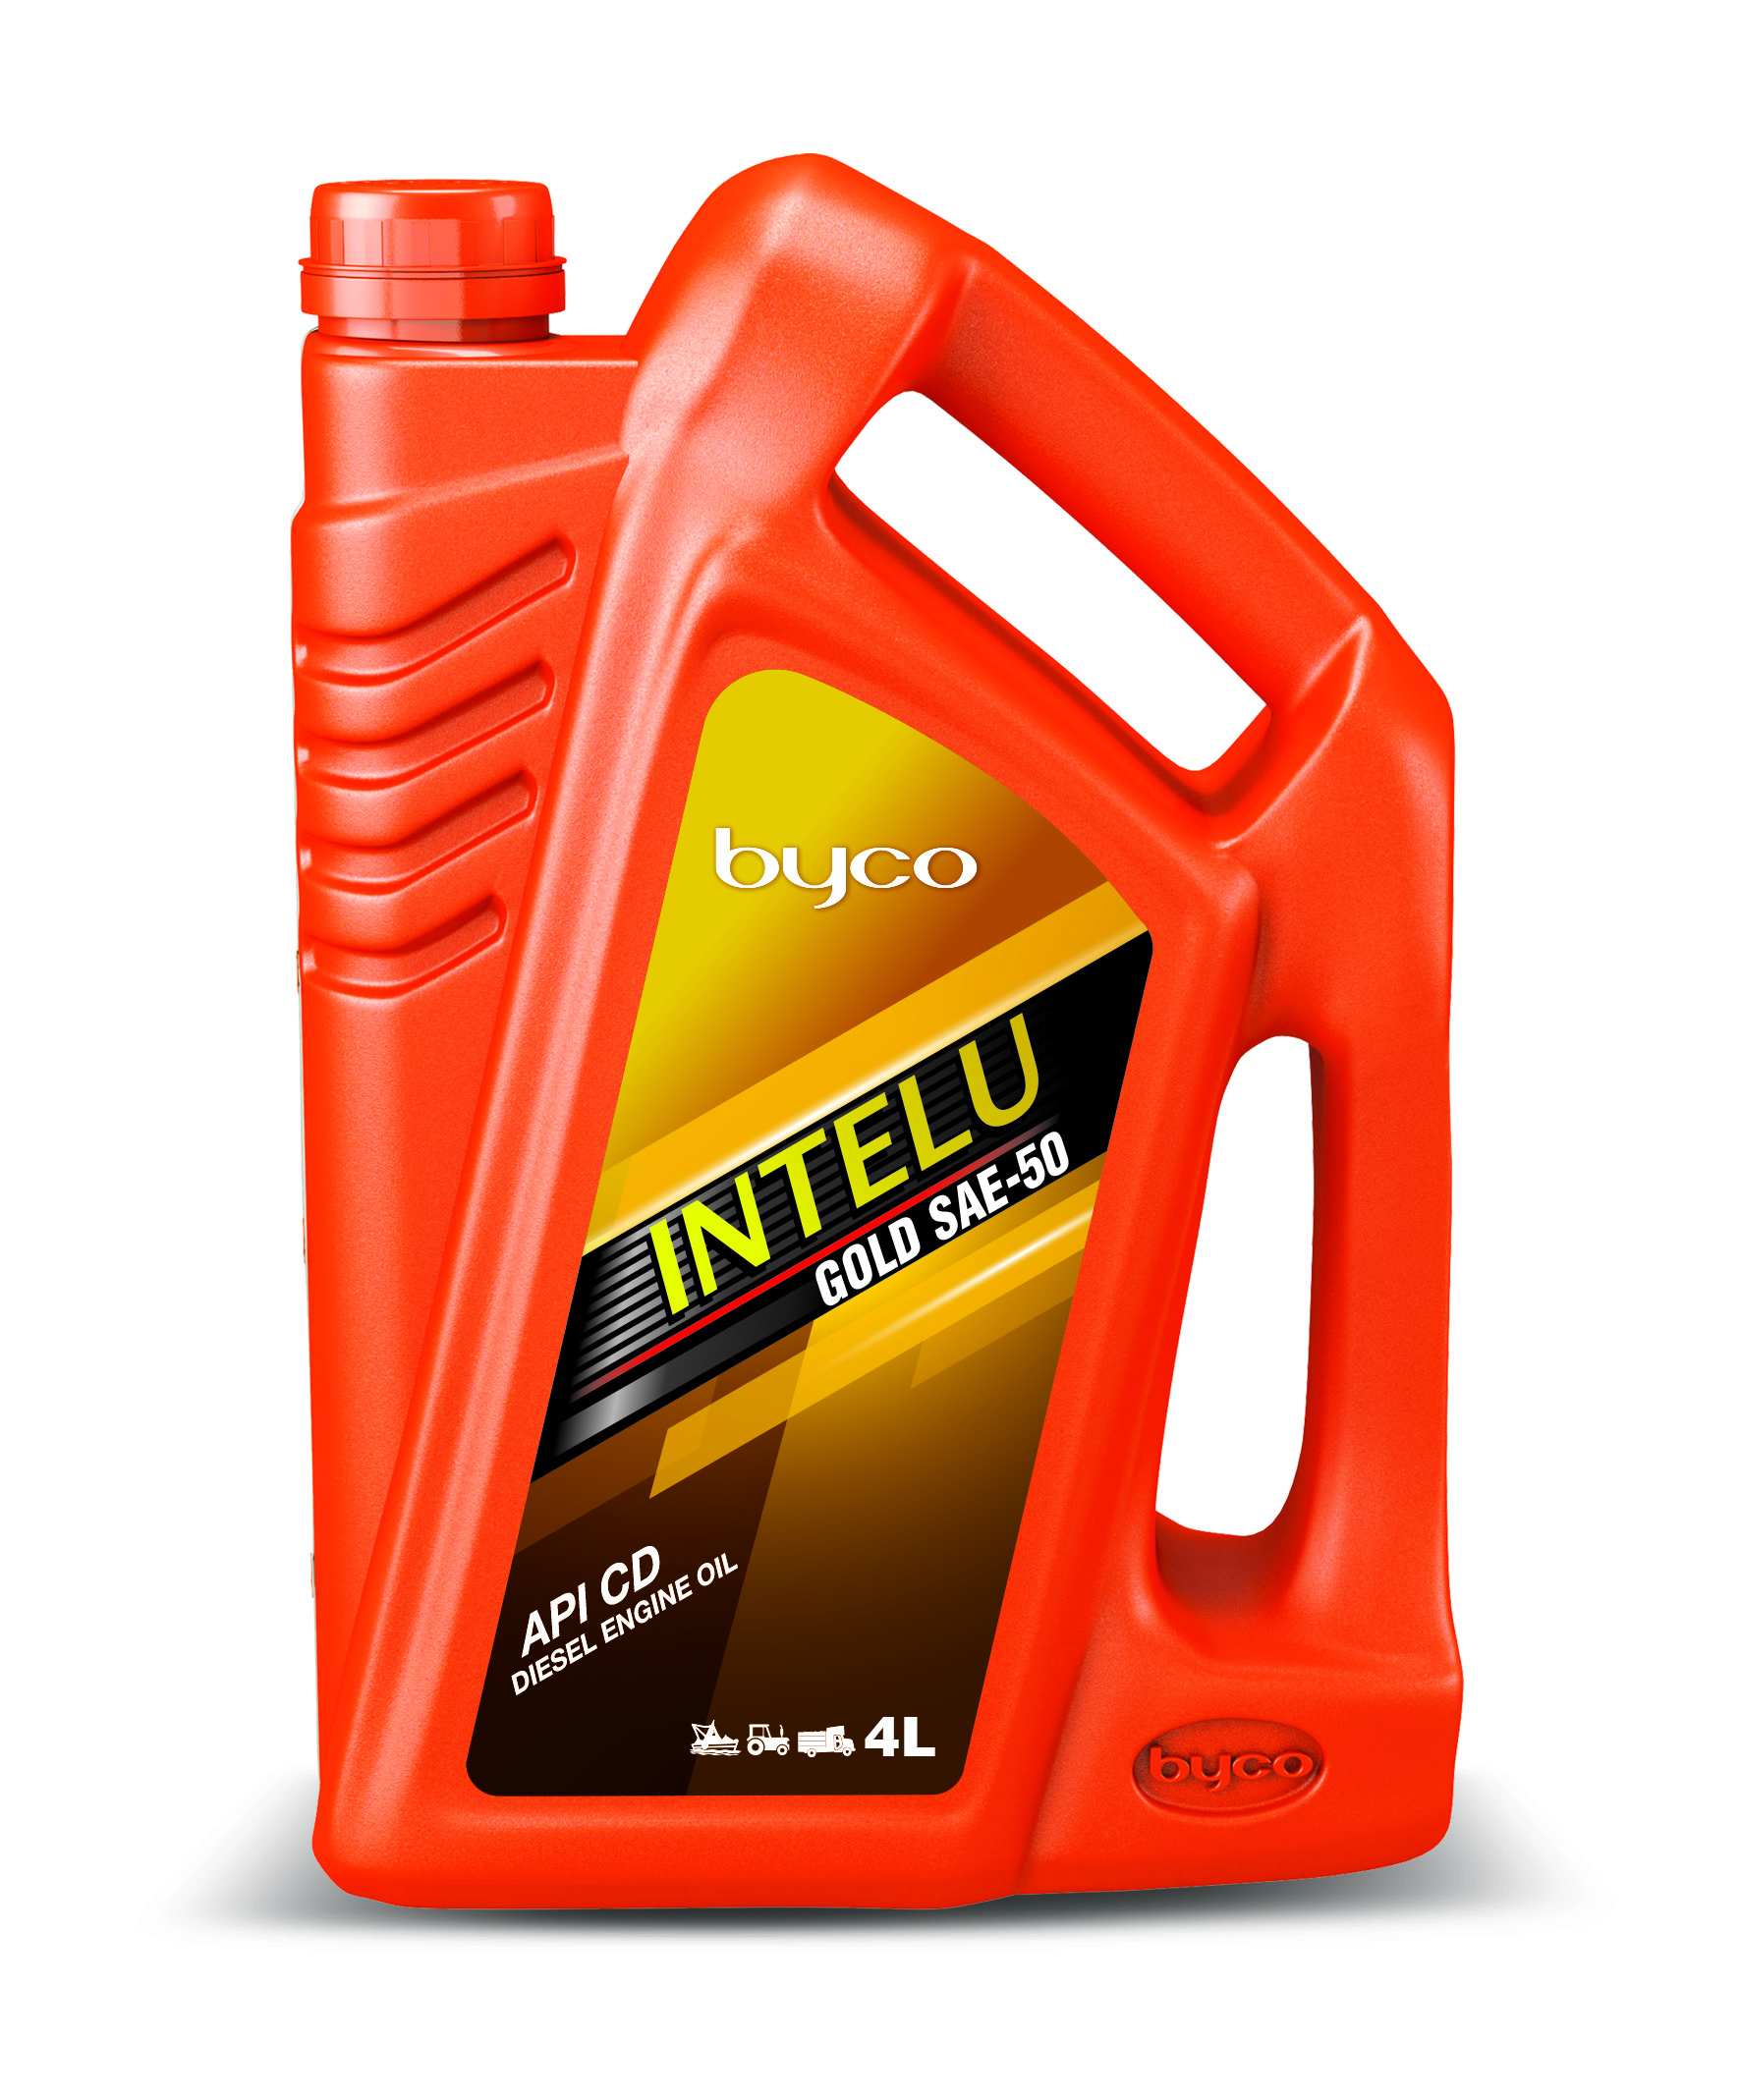 byco
INTELU
GOLD SAE-50
API CD
DIESEL ENGINE OIL
4L
byco